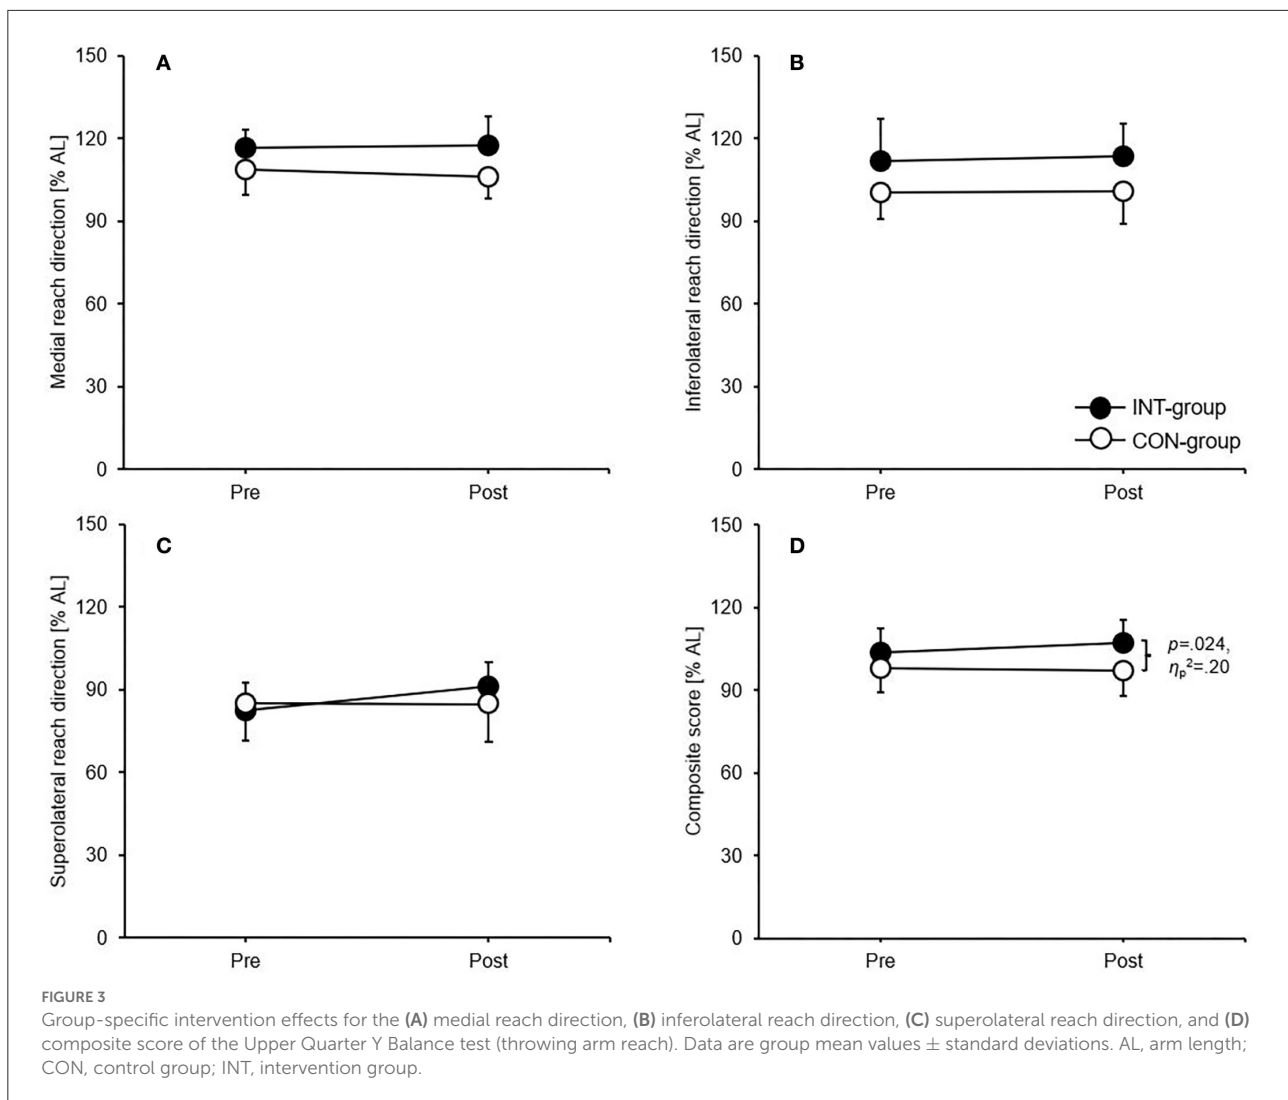 A
Medial reach direction [% AL]
150
120
90
60
30
0
Pre Post
B
Inferolateral reach direction [% AL]
150
120
90
60
30
0
INT-group
CON-group
Pre Post
C
Superolateral reach direction [% AL]
150
120
90
60
30
0
Pre Post
D
Composite score [% AL]
150
120
90
60
30
0
p=.024,
ηp²=.20
Pre Post
FIGURE 3
Group-specific intervention effects for the (A) medial reach direction, (B) inferolateral reach direction, (C) superolateral reach direction, and (D)
composite score of the Upper Quarter Y Balance test (throwing arm reach). Data are group mean values ± standard deviations. AL, arm length;
CON, control group; INT, intervention group.